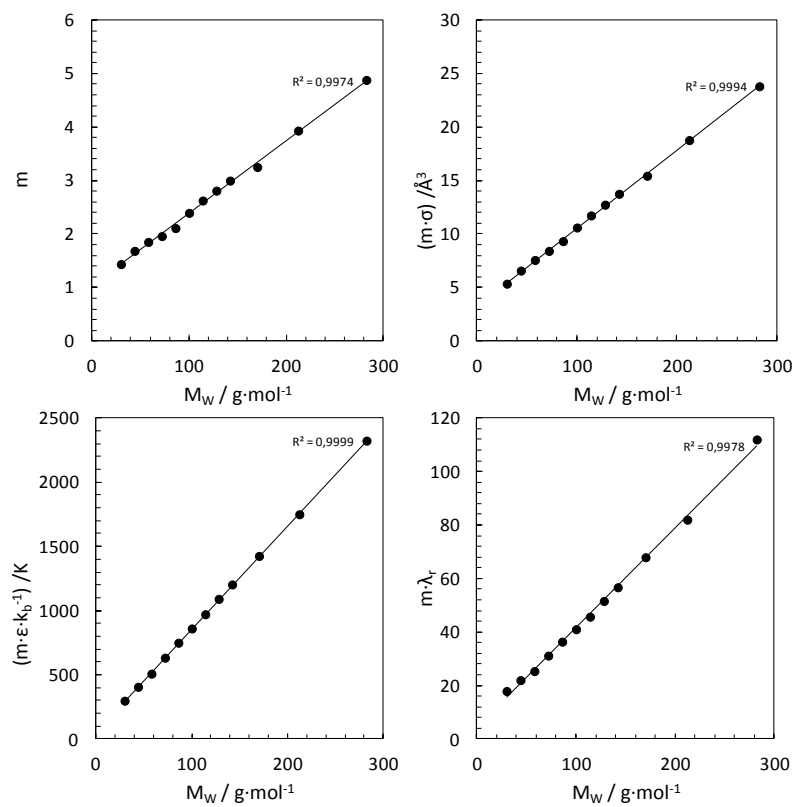 6
5
4
3
2
1
0
m
R² = 0,9974
0 100 200 300
M_W / g·mol⁻¹
30
25
20
15
10
5
0
(m·σ) /Å³
R² = 0,9994
0 100 200 300
M_W / g·mol⁻¹
2500
2000
1500
1000
500
0
(m·ε·k_b⁻¹) /K
R² = 0,9999
0 100 200 300
M_W / g·mol⁻¹
120
100
80
60
40
20
0
m·λ_r
R² = 0,9978
0 100 200 300
M_W / g·mol⁻¹